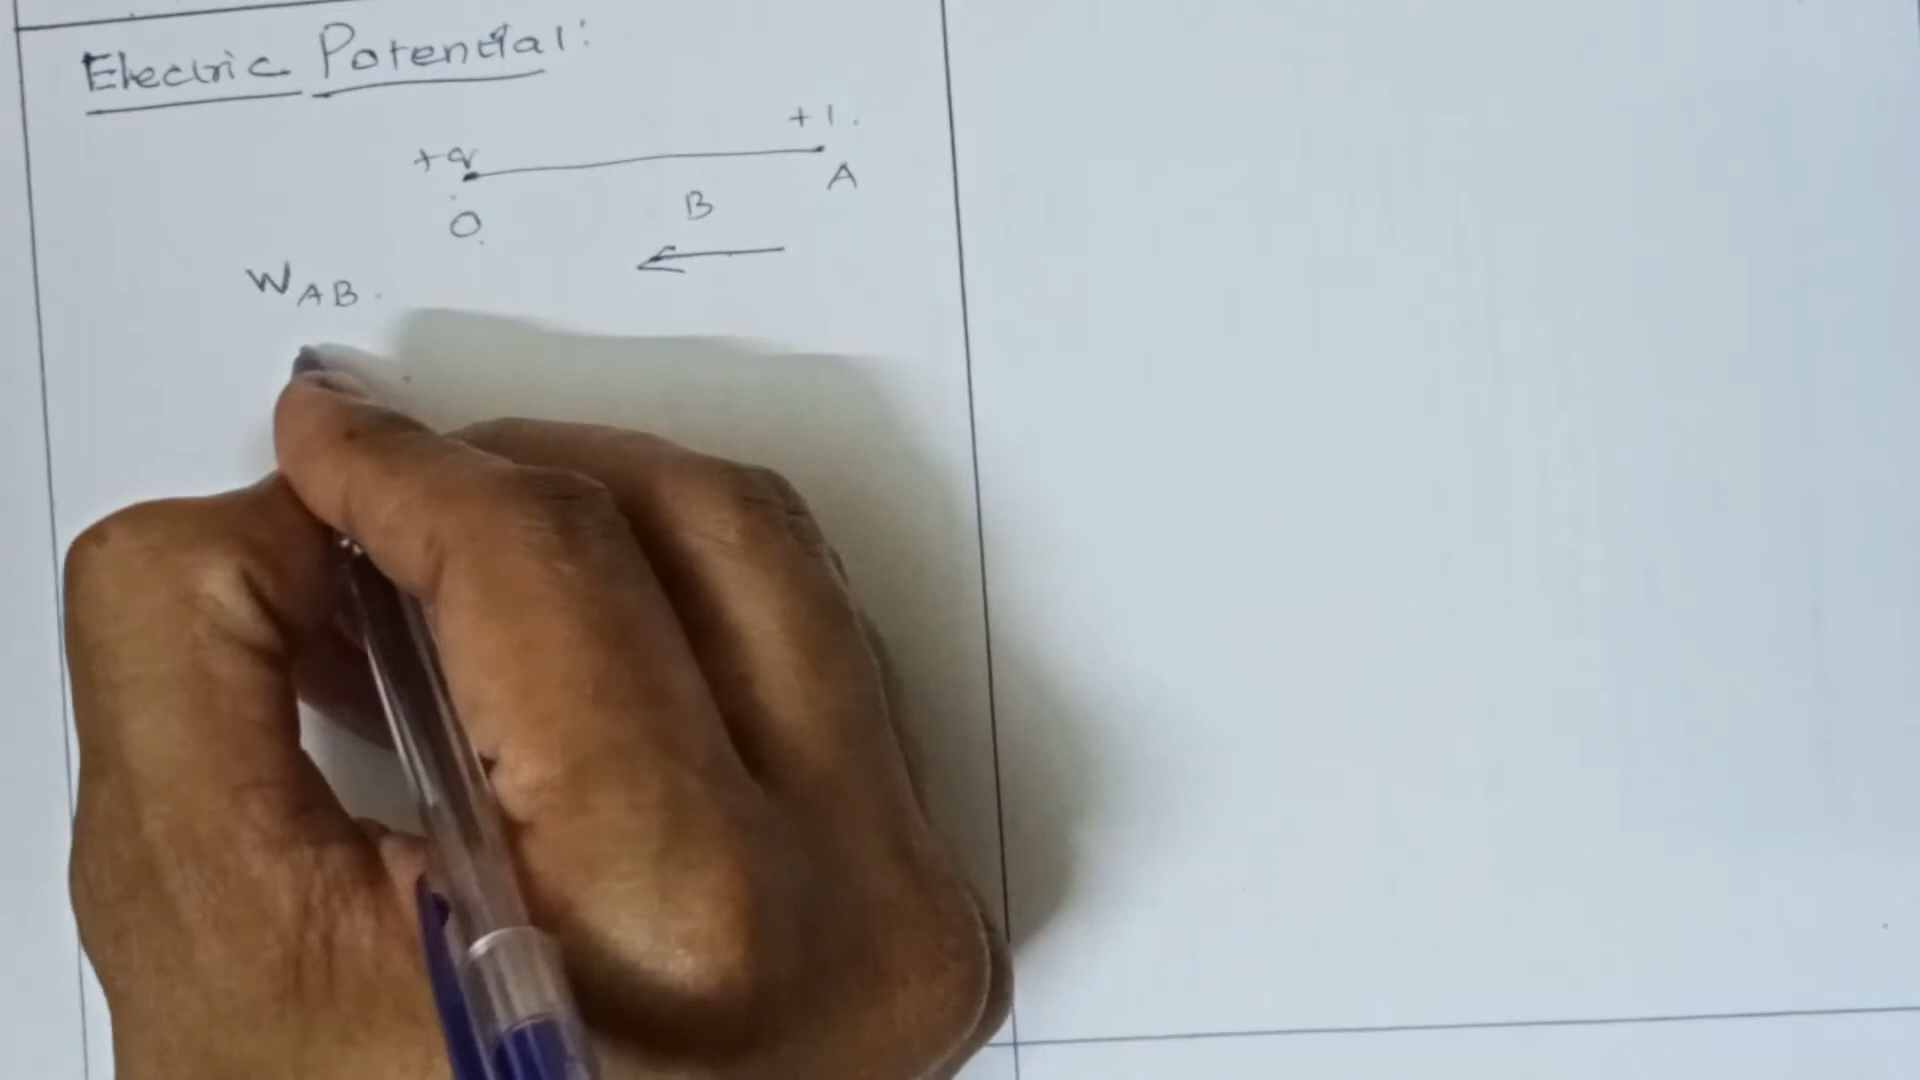 Electric Potential:
+q +1.
A
B
O
WAB.